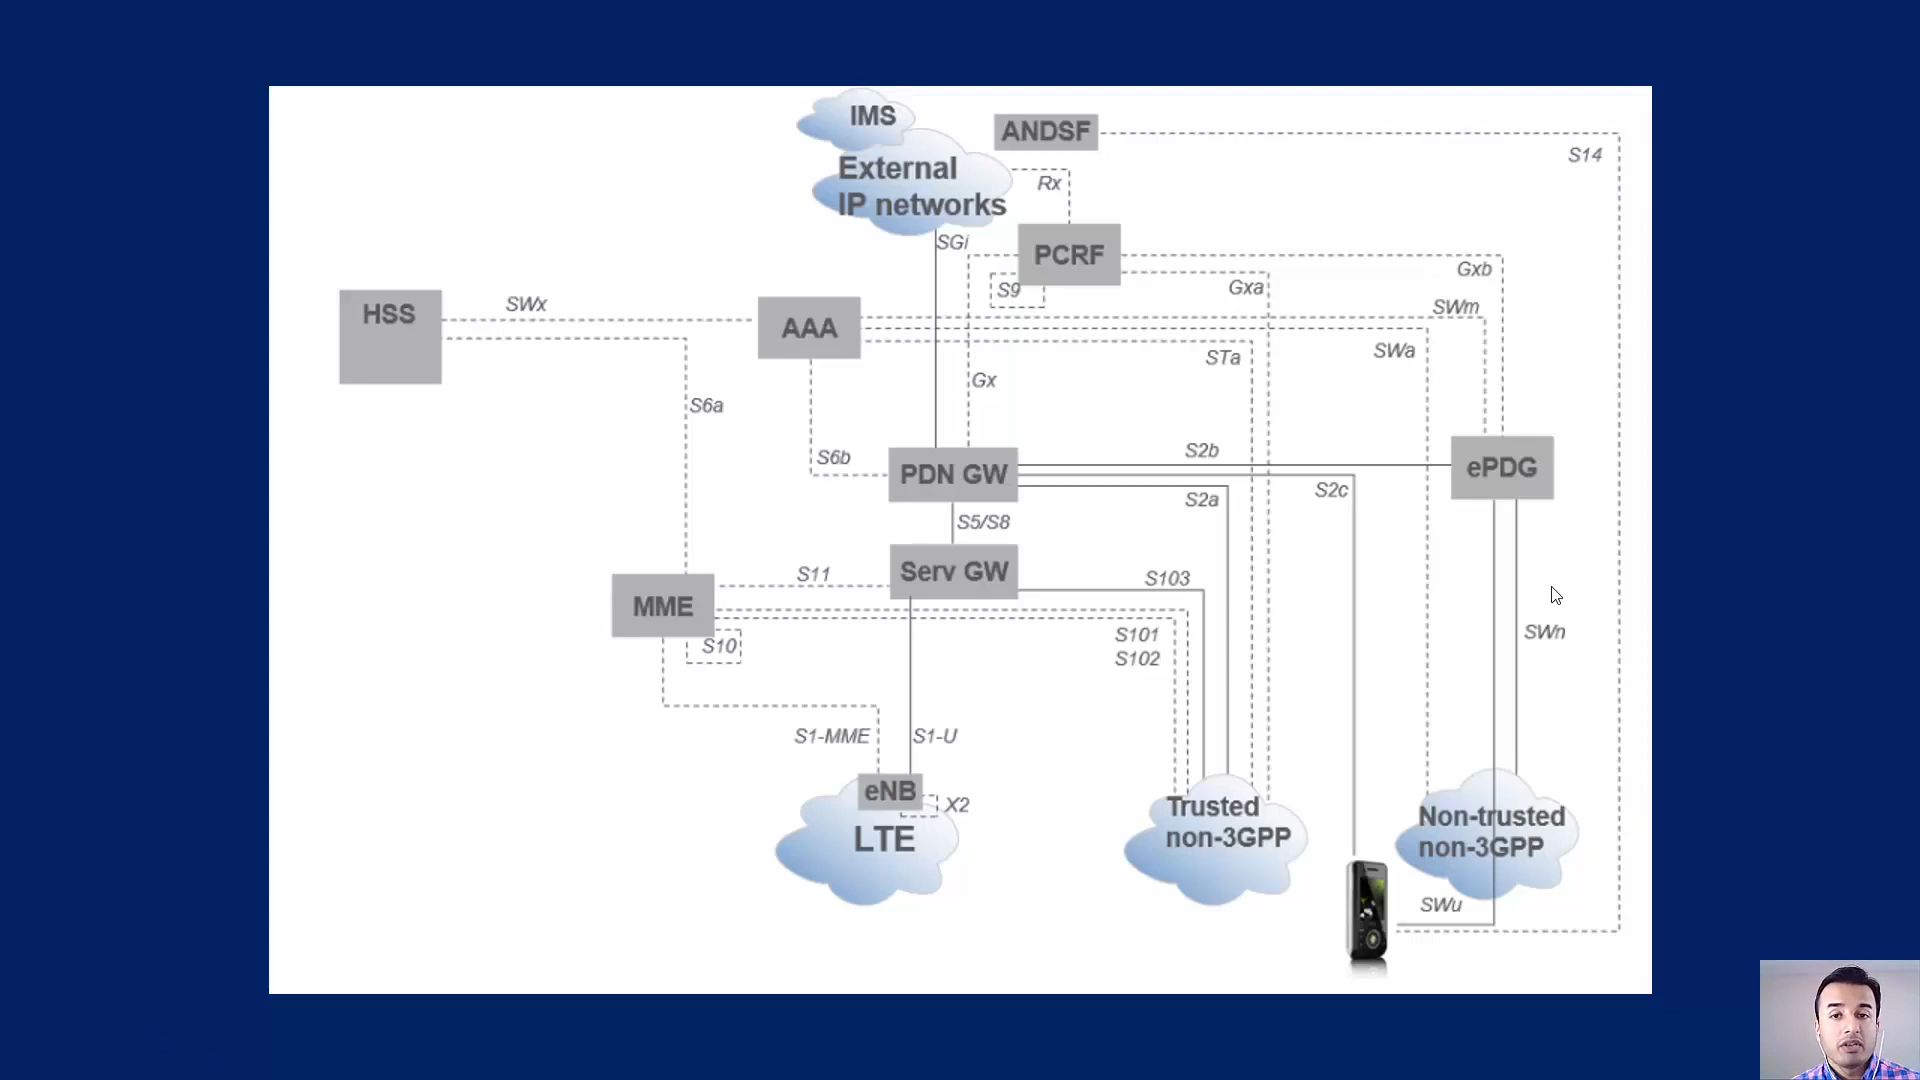 IMS
ANDSF
External
IP networks
S14
Rx
SGi
PCRF
Gxb
S9
Gxa
HSS
SWx
AAA
SWm
STa
SWa
Gx
S6a
S6b
PDN GW
S2b
ePDG
S2c
S2a
S5/S8
MME
S11
Serv GW
S103
S10
S101
S102
SWn
S1-MME
S1-U
eNB
X2
LTE
Trusted
non-3GPP
Non-trusted
non-3GPP
SWu